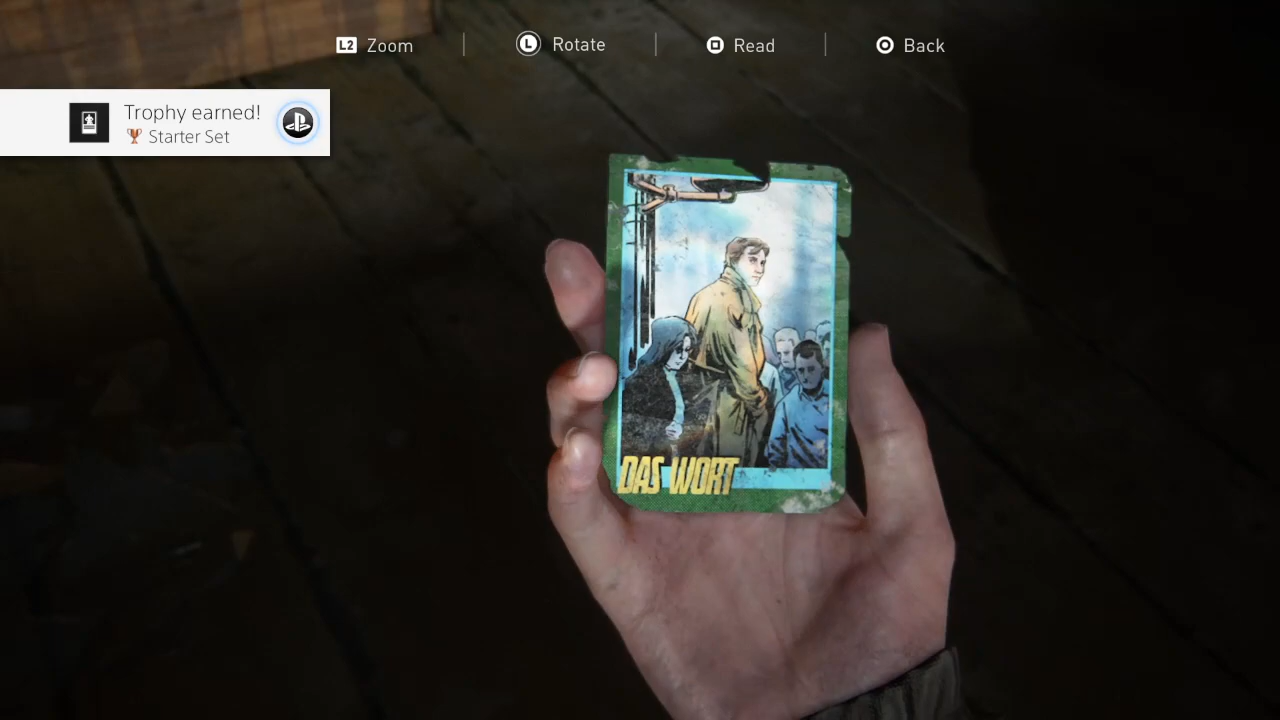 L2 Zoom
L Rotate
Read
Back
Trophy earned!
Starter Set
DAS WORT